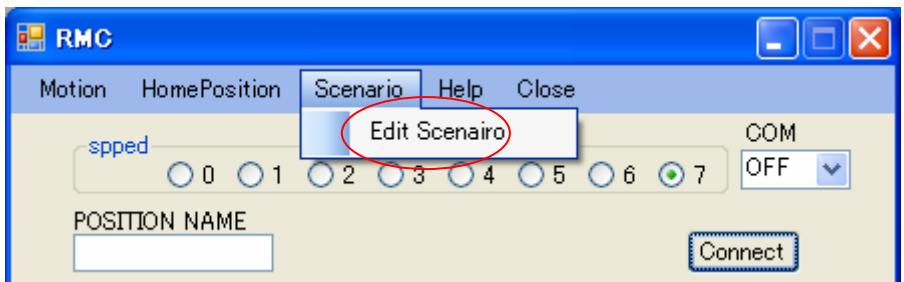 RMC
Motion HomePosition Scenario Help Close
Edit Scenairo
spped
COM
0 1 2 3 4 5 6 7
OFF
POSITION NAME
Connect